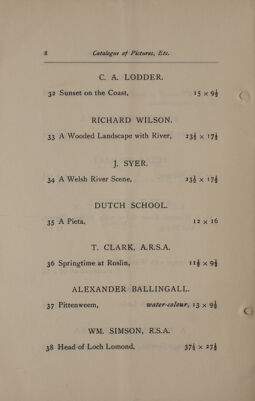 8 Catalogue of Pictures, Etc.
C. A. LODDER.
32 Sunset on the Coast, 15 × 9½
RICHARD WILSON.
33 A Wooded Landscape with River, 23½ × 17½
J. SYER.
34 A Welsh River Scene, 23½ × 17½
DUTCH SCHOOL.
35 A Pieta, 12 × 16
T. CLARK, A.R.S.A.
36 Springtime at Roslin, 11½ × 9½
ALEXANDER BALLINGALL.
37 Pittenweem, water-colour, 13 × 9½
WM. SIMSON, R.S.A.
38 Head of Loch Lomond, 37½ × 27½